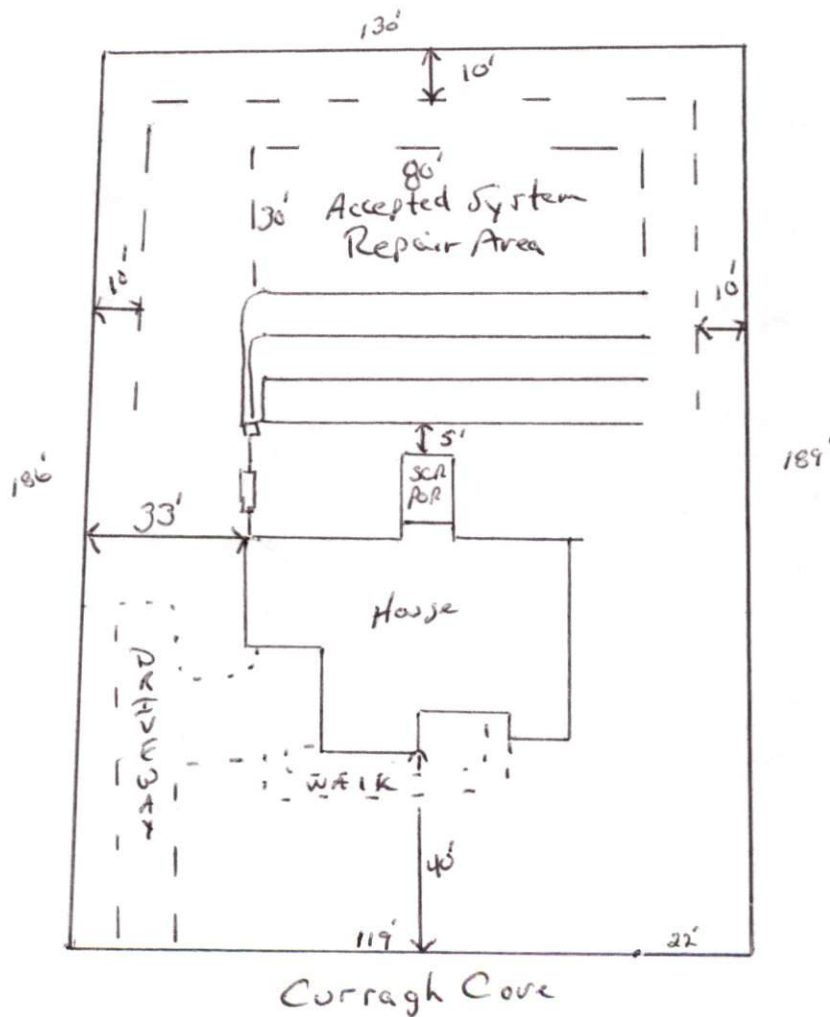 130'
10'
80'
30'
Accepted System
Repair Area
10'
10'
5'
186'
189'
SCR
POR
33'
House
DRIVEWAY
WALK
40'
119'
22'
Curragh Cove